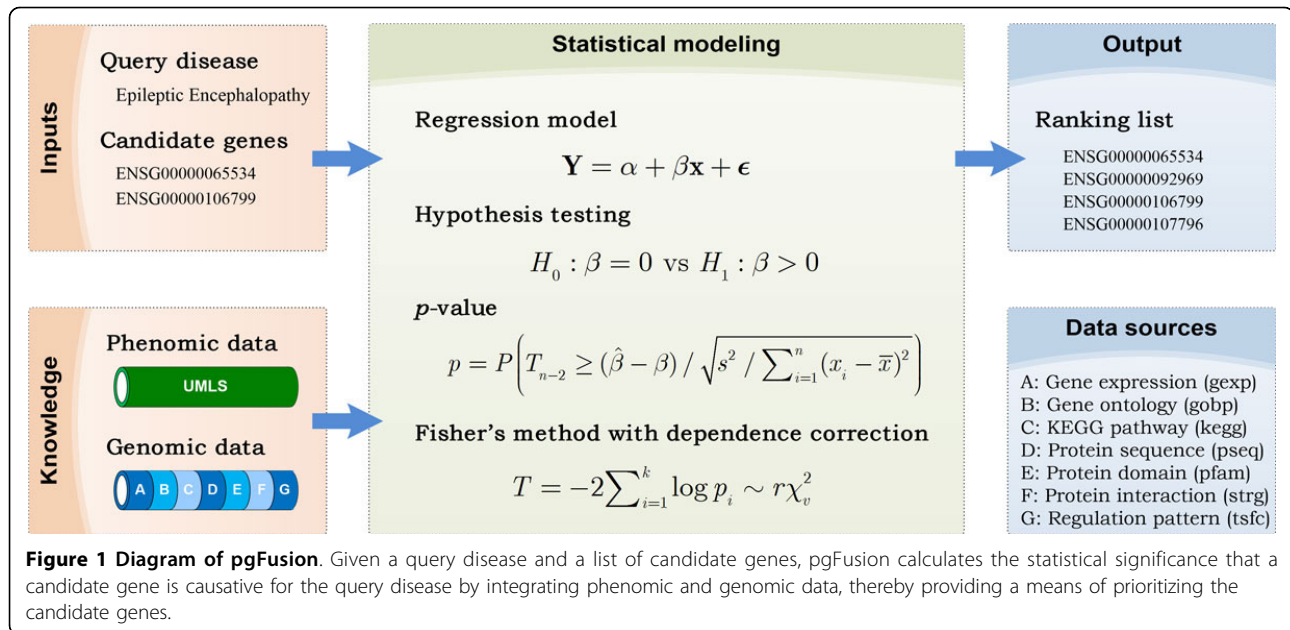 Inputs
Query disease
Epileptic Encephalopathy
Candidate genes
ENSG00000065534
ENSG00000106799
Knowledge
Phenomic data
UMLS
Genomic data
A B C D E F G
Statistical modeling
Regression model
Y = α + βx + ϵ
Hypothesis testing
H₀ : β = 0 vs H₁ : β > 0
p-value
p = P(Tₙ₋₂ ≥ (β̂ − β) / √(s² / ∑ᵢ₌₁ⁿ (xᵢ − x̅)²))
Fisher's method with dependence correction
T = −2∑ᵢ₌₁ᵏ log pᵢ ∼ rχᵥ²
Output
Ranking list
ENSG00000065534
ENSG00000092969
ENSG00000106799
ENSG00000107796
Data sources
A: Gene expression (gexp)
B: Gene ontology (gobp)
C: KEGG pathway (kegg)
D: Protein sequence (pseq)
E: Protein domain (pfam)
F: Protein interaction (strg)
G: Regulation pattern (tsfc)
Figure 1 Diagram of pgFusion. Given a query disease and a list of candidate genes, pgFusion calculates the statistical significance that a
candidate gene is causative for the query disease by integrating phenomic and genomic data, thereby providing a means of prioritizing the
candidate genes.